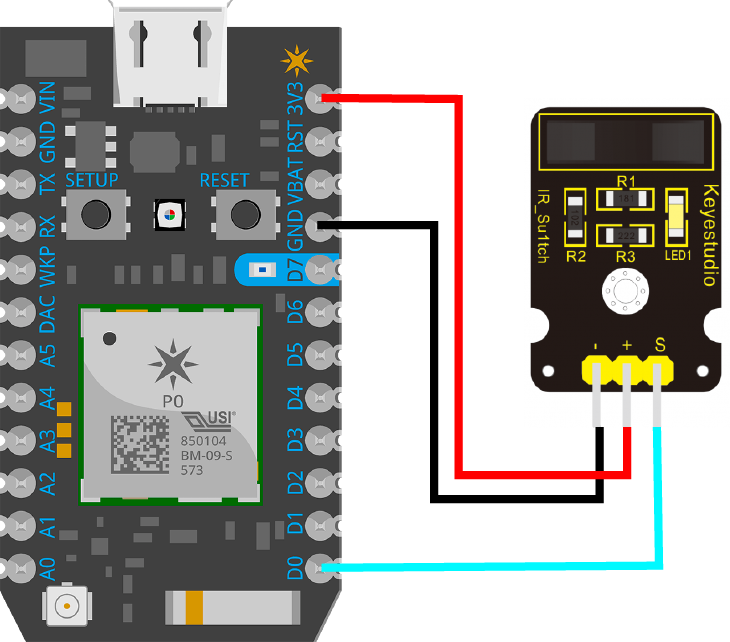 VIN
GND
TX
RX
WKP
DAC
A5
A4
A3
A2
A1
A0
SETUP
RESET
3V3
RST
VBAT
GND
D7
D6
D5
D4
D3
D2
D1
D0
P0
USI®
850104
BM-09-S
573
R1
181
R2
R3
222
LED1
IR_Su1tch
Keyestudio
- + S